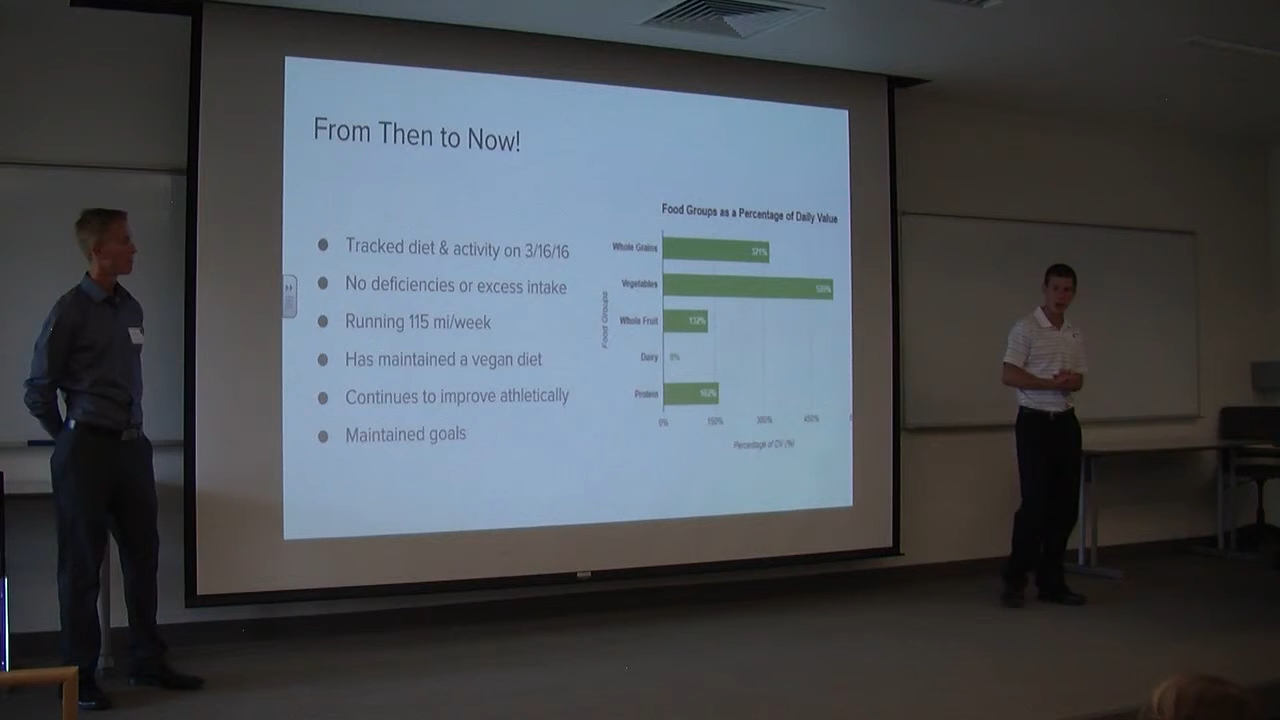 From Then to Now!
Tracked diet & activity on 3/16/16
No deficiencies or excess intake
Running 115 mi/week
Has maintained a vegan diet
Continues to improve athletically
Maintained goals
Food Groups as a Percentage of Daily Value
Food Groups
Whole Grains
321%
Vegetables
Whole Fruit
Dairy
0%
Protein
0%
150%
300%
450%
Percentage of DV (%)